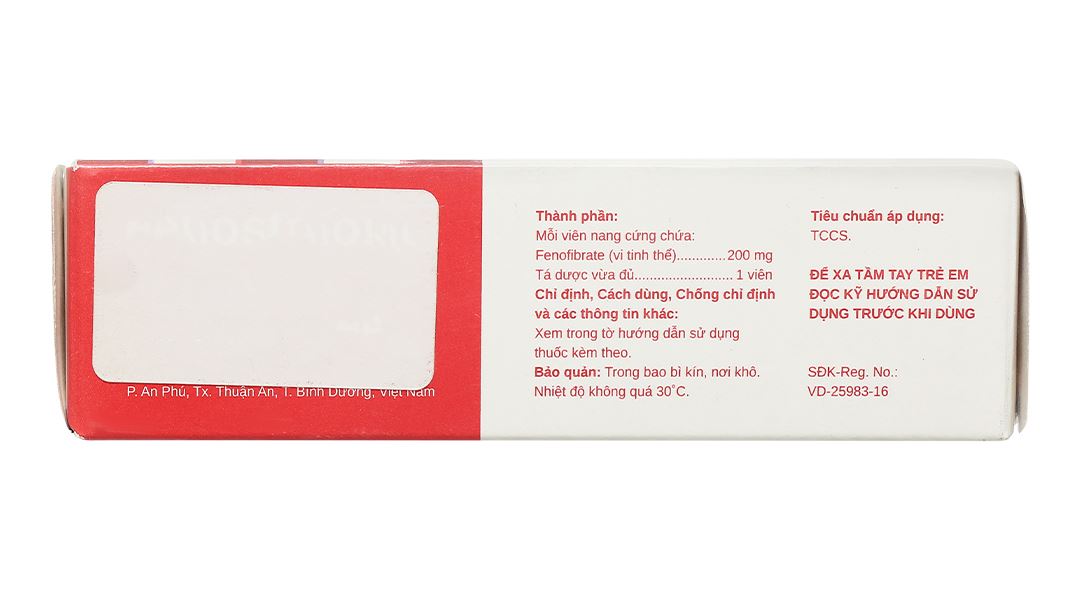 P. An Phú, Tx. Thuận An, T. Bình Dương, Việt Nam
Thành phần:
Mỗi viên nang cứng chứa:
Fenofibrate (vi tinh thể).............200 mg
Tá dược vừa đủ.......................... 1 viên
Chỉ định, Cách dùng, Chống chỉ định
và các thông tin khác:
Xem trong tờ hướng dẫn sử dụng
thuốc kèm theo.
Bảo quản: Trong bao bì kín, nơi khô.
Nhiệt độ không quá 30˚C.
Tiêu chuẩn áp dụng:
TCCS.
ĐỂ XA TẦM TAY TRẺ EM
ĐỌC KỸ HƯỚNG DẪN SỬ
DỤNG TRƯỚC KHI DÙNG
SĐK-Reg. No.:
VD-25983-16